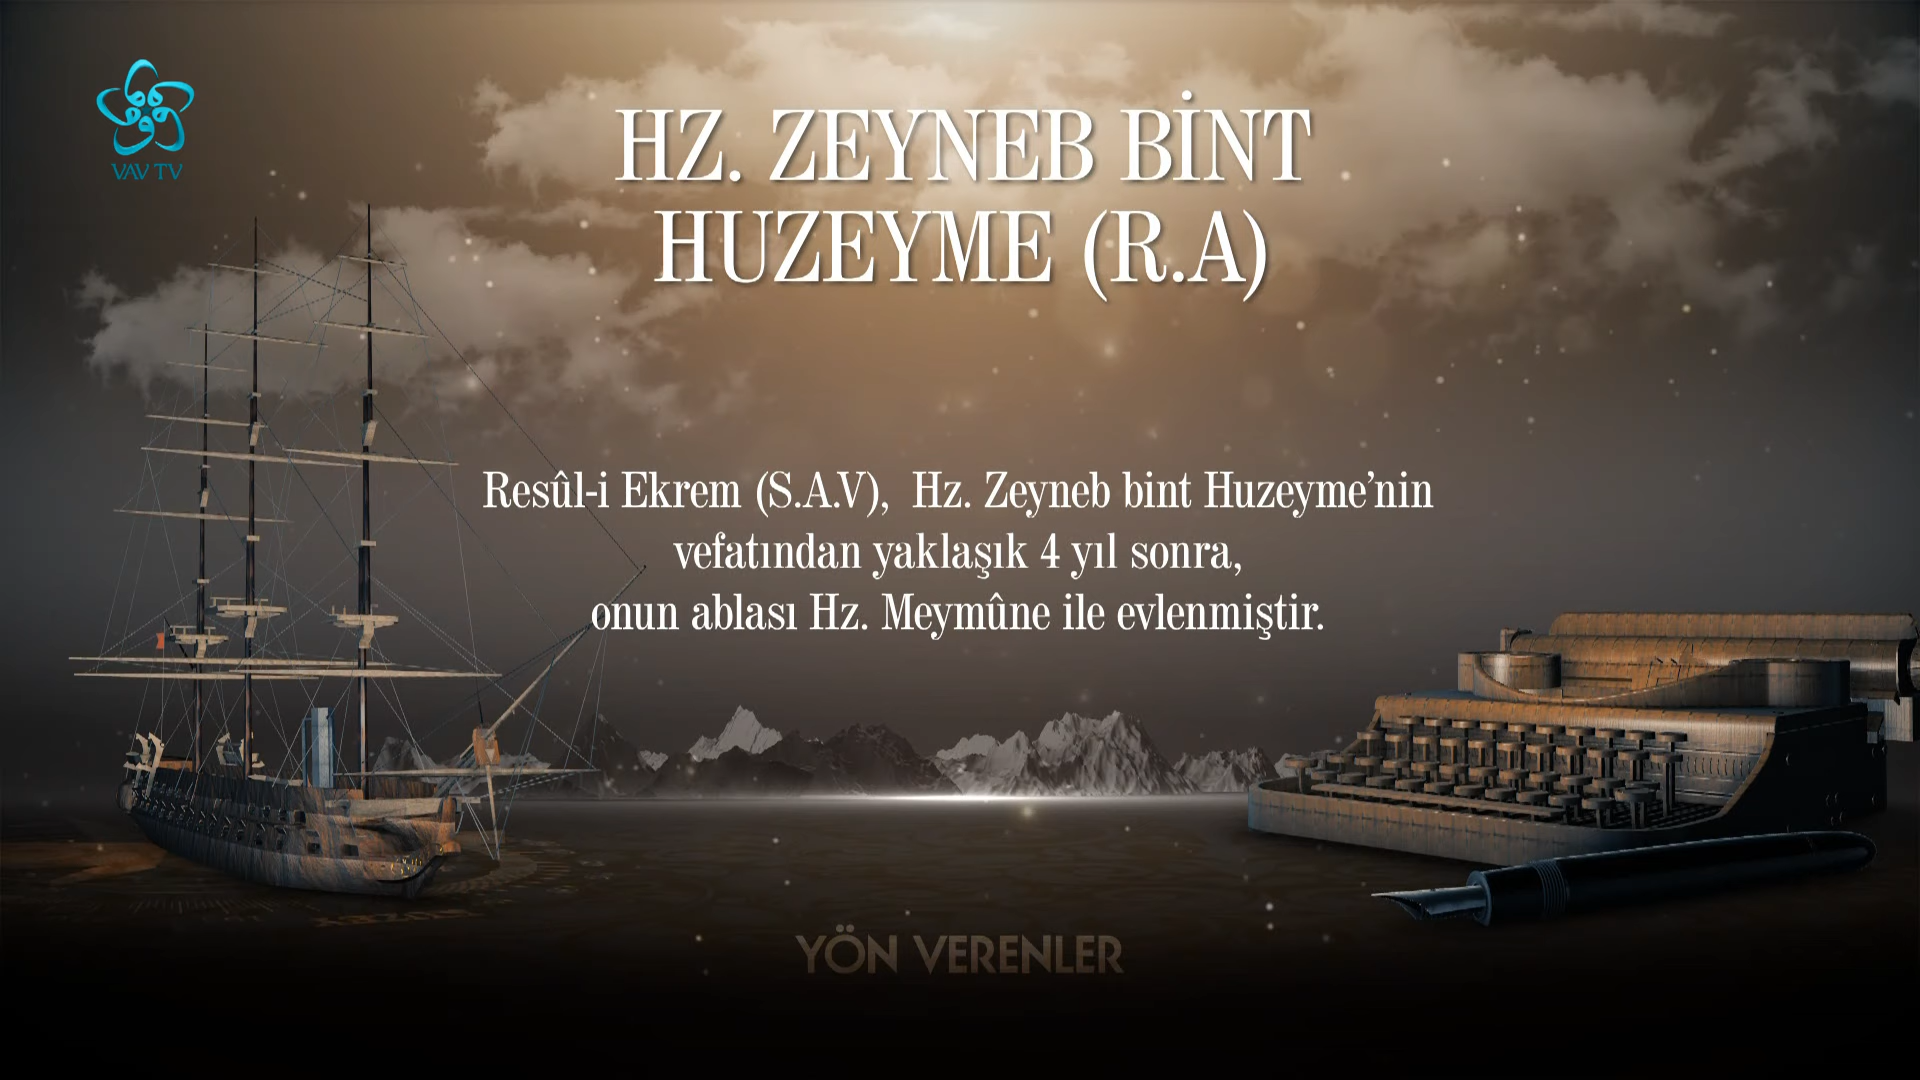 VAV TV
HZ. ZEYNEB BİNT
HUZEYME (R.A)
Resûl-i Ekrem (S.A.V), Hz. Zeyneb bint Huzeyme’nin
vefatından yaklaşık 4 yıl sonra,
onun ablası Hz. Meymûne ile evlenmiştir.
YÖN VERENLER